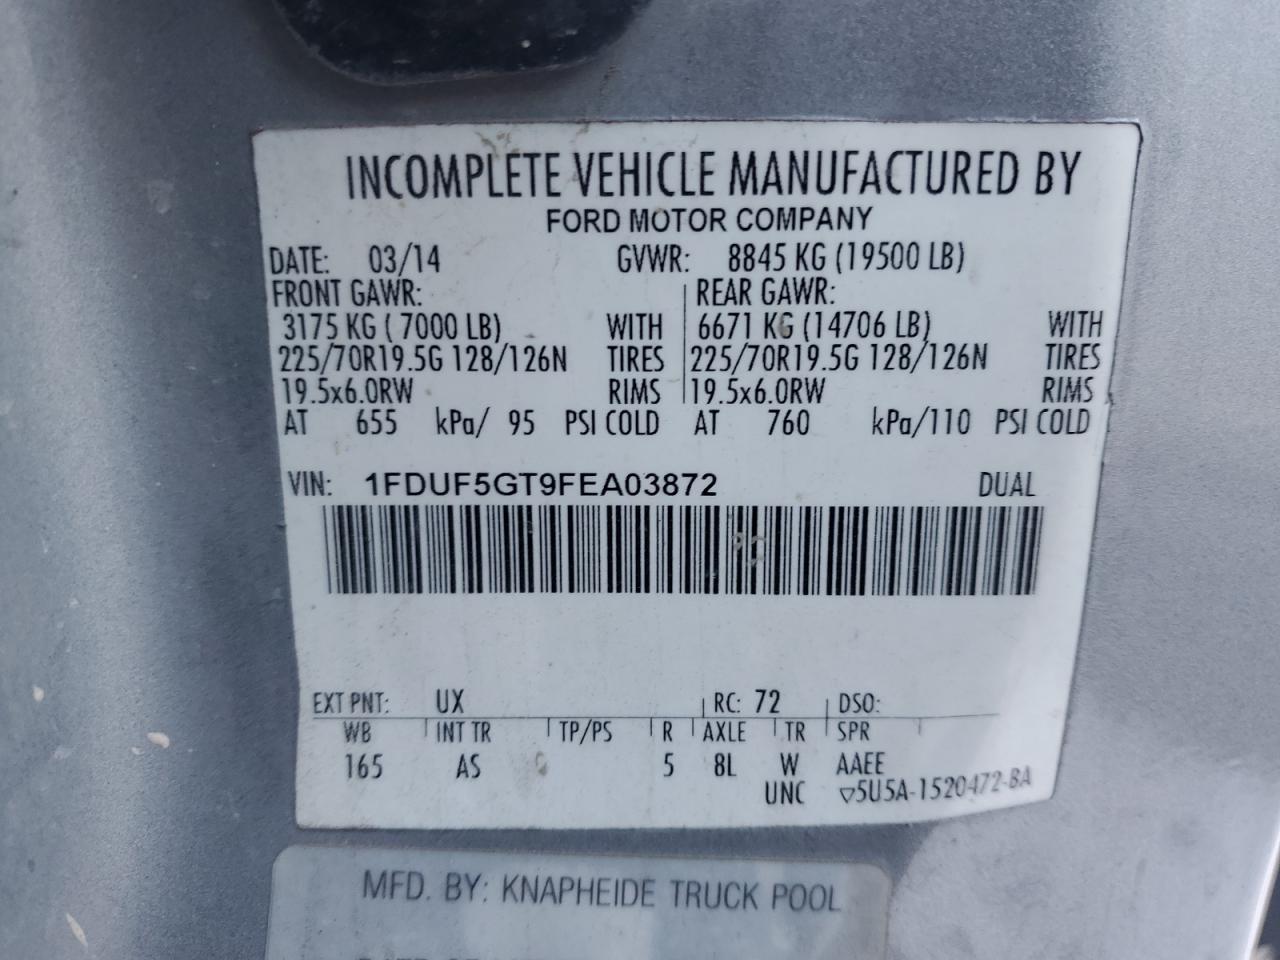 INCOMPLETE VEHICLE MANUFACTURED BY
FORD MOTOR COMPANY
DATE: 03/14 GVWR: 8845 KG (19500 LB)
FRONT GAWR: REAR GAWR:
3175 KG ( 7000 LB) WITH 6671 KG (14706 LB) WITH
225/70R19.5G 128/126N TIRES 225/70R19.5G 128/126N TIRES
19.5x6.0RW RIMS 19.5x6.0RW RIMS
AT 655 kPa/ 95 PSI COLD AT 760 kPa/110 PSI COLD
VIN: 1FDUF5GT9FEA03872 DUAL
EXT PNT: UX RC: 72 DSO:
WB INT TR TP/PS R AXLE TR SPR
165 AS 5 8L W AAEE
UNC ▽5U5A-1520472-BA
MFD. BY: KNAPHEIDE TRUCK POOL